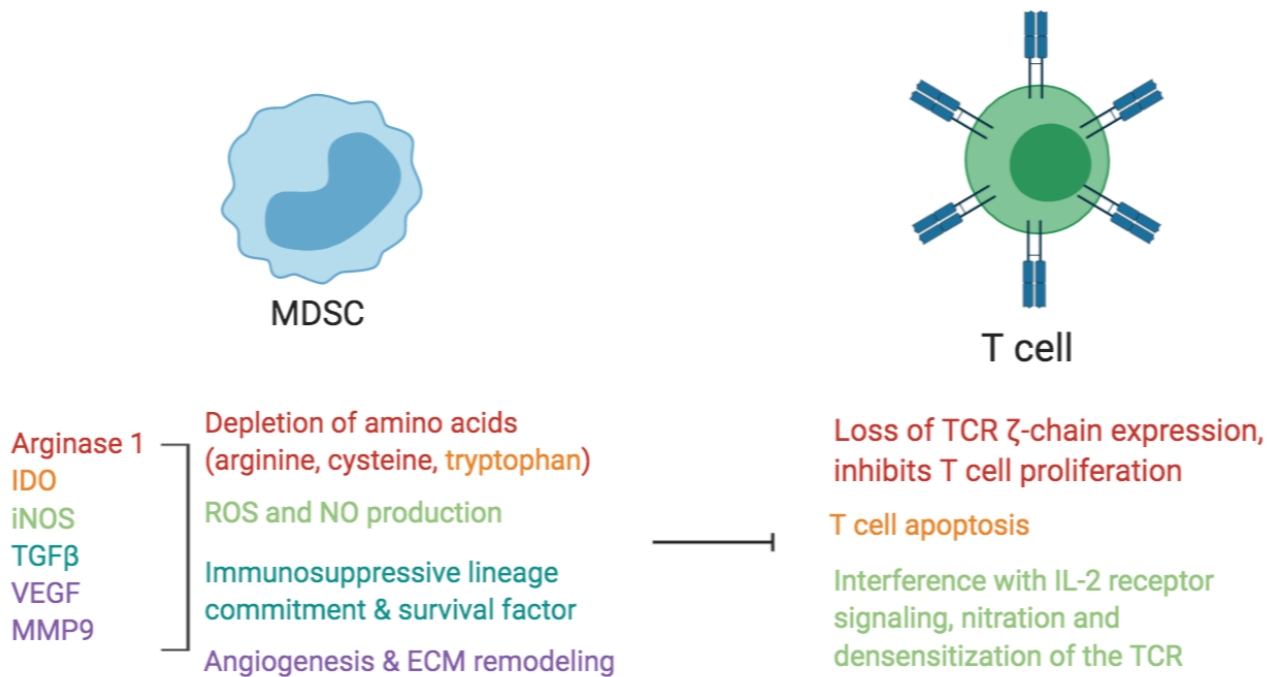 MDSC
T cell
Arginase 1
IDO
iNOS
TGFβ
VEGF
MMP9
Depletion of amino acids
(arginine, cysteine, tryptophan)
ROS and NO production
Immunosuppressive lineage
commitment & survival factor
Angiogenesis & ECM remodeling
Loss of TCR ζ-chain expression,
inhibits T cell proliferation
T cell apoptosis
Interference with IL-2 receptor
signaling, nitration and
densensitization of the TCR